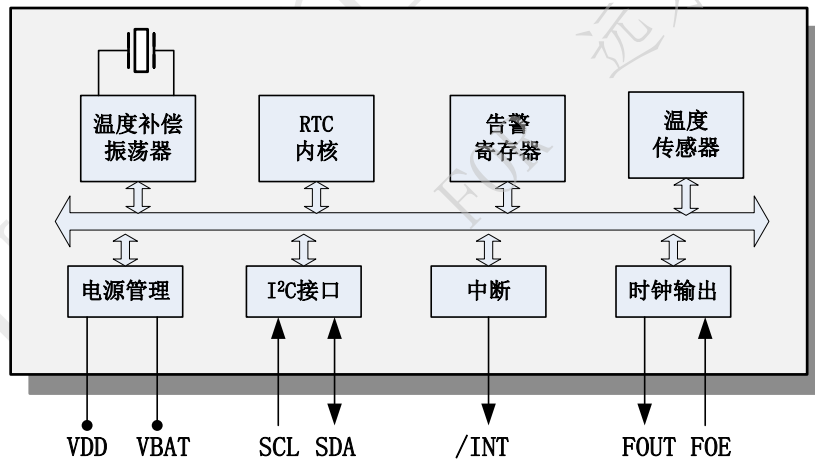 温度补偿
振荡器
RTC
内核
告警
寄存器
温度
传感器
电源管理
I²C接口
中断
时钟输出
VDD VBAT SCL SDA /INT FOUT FOE
FOR
远